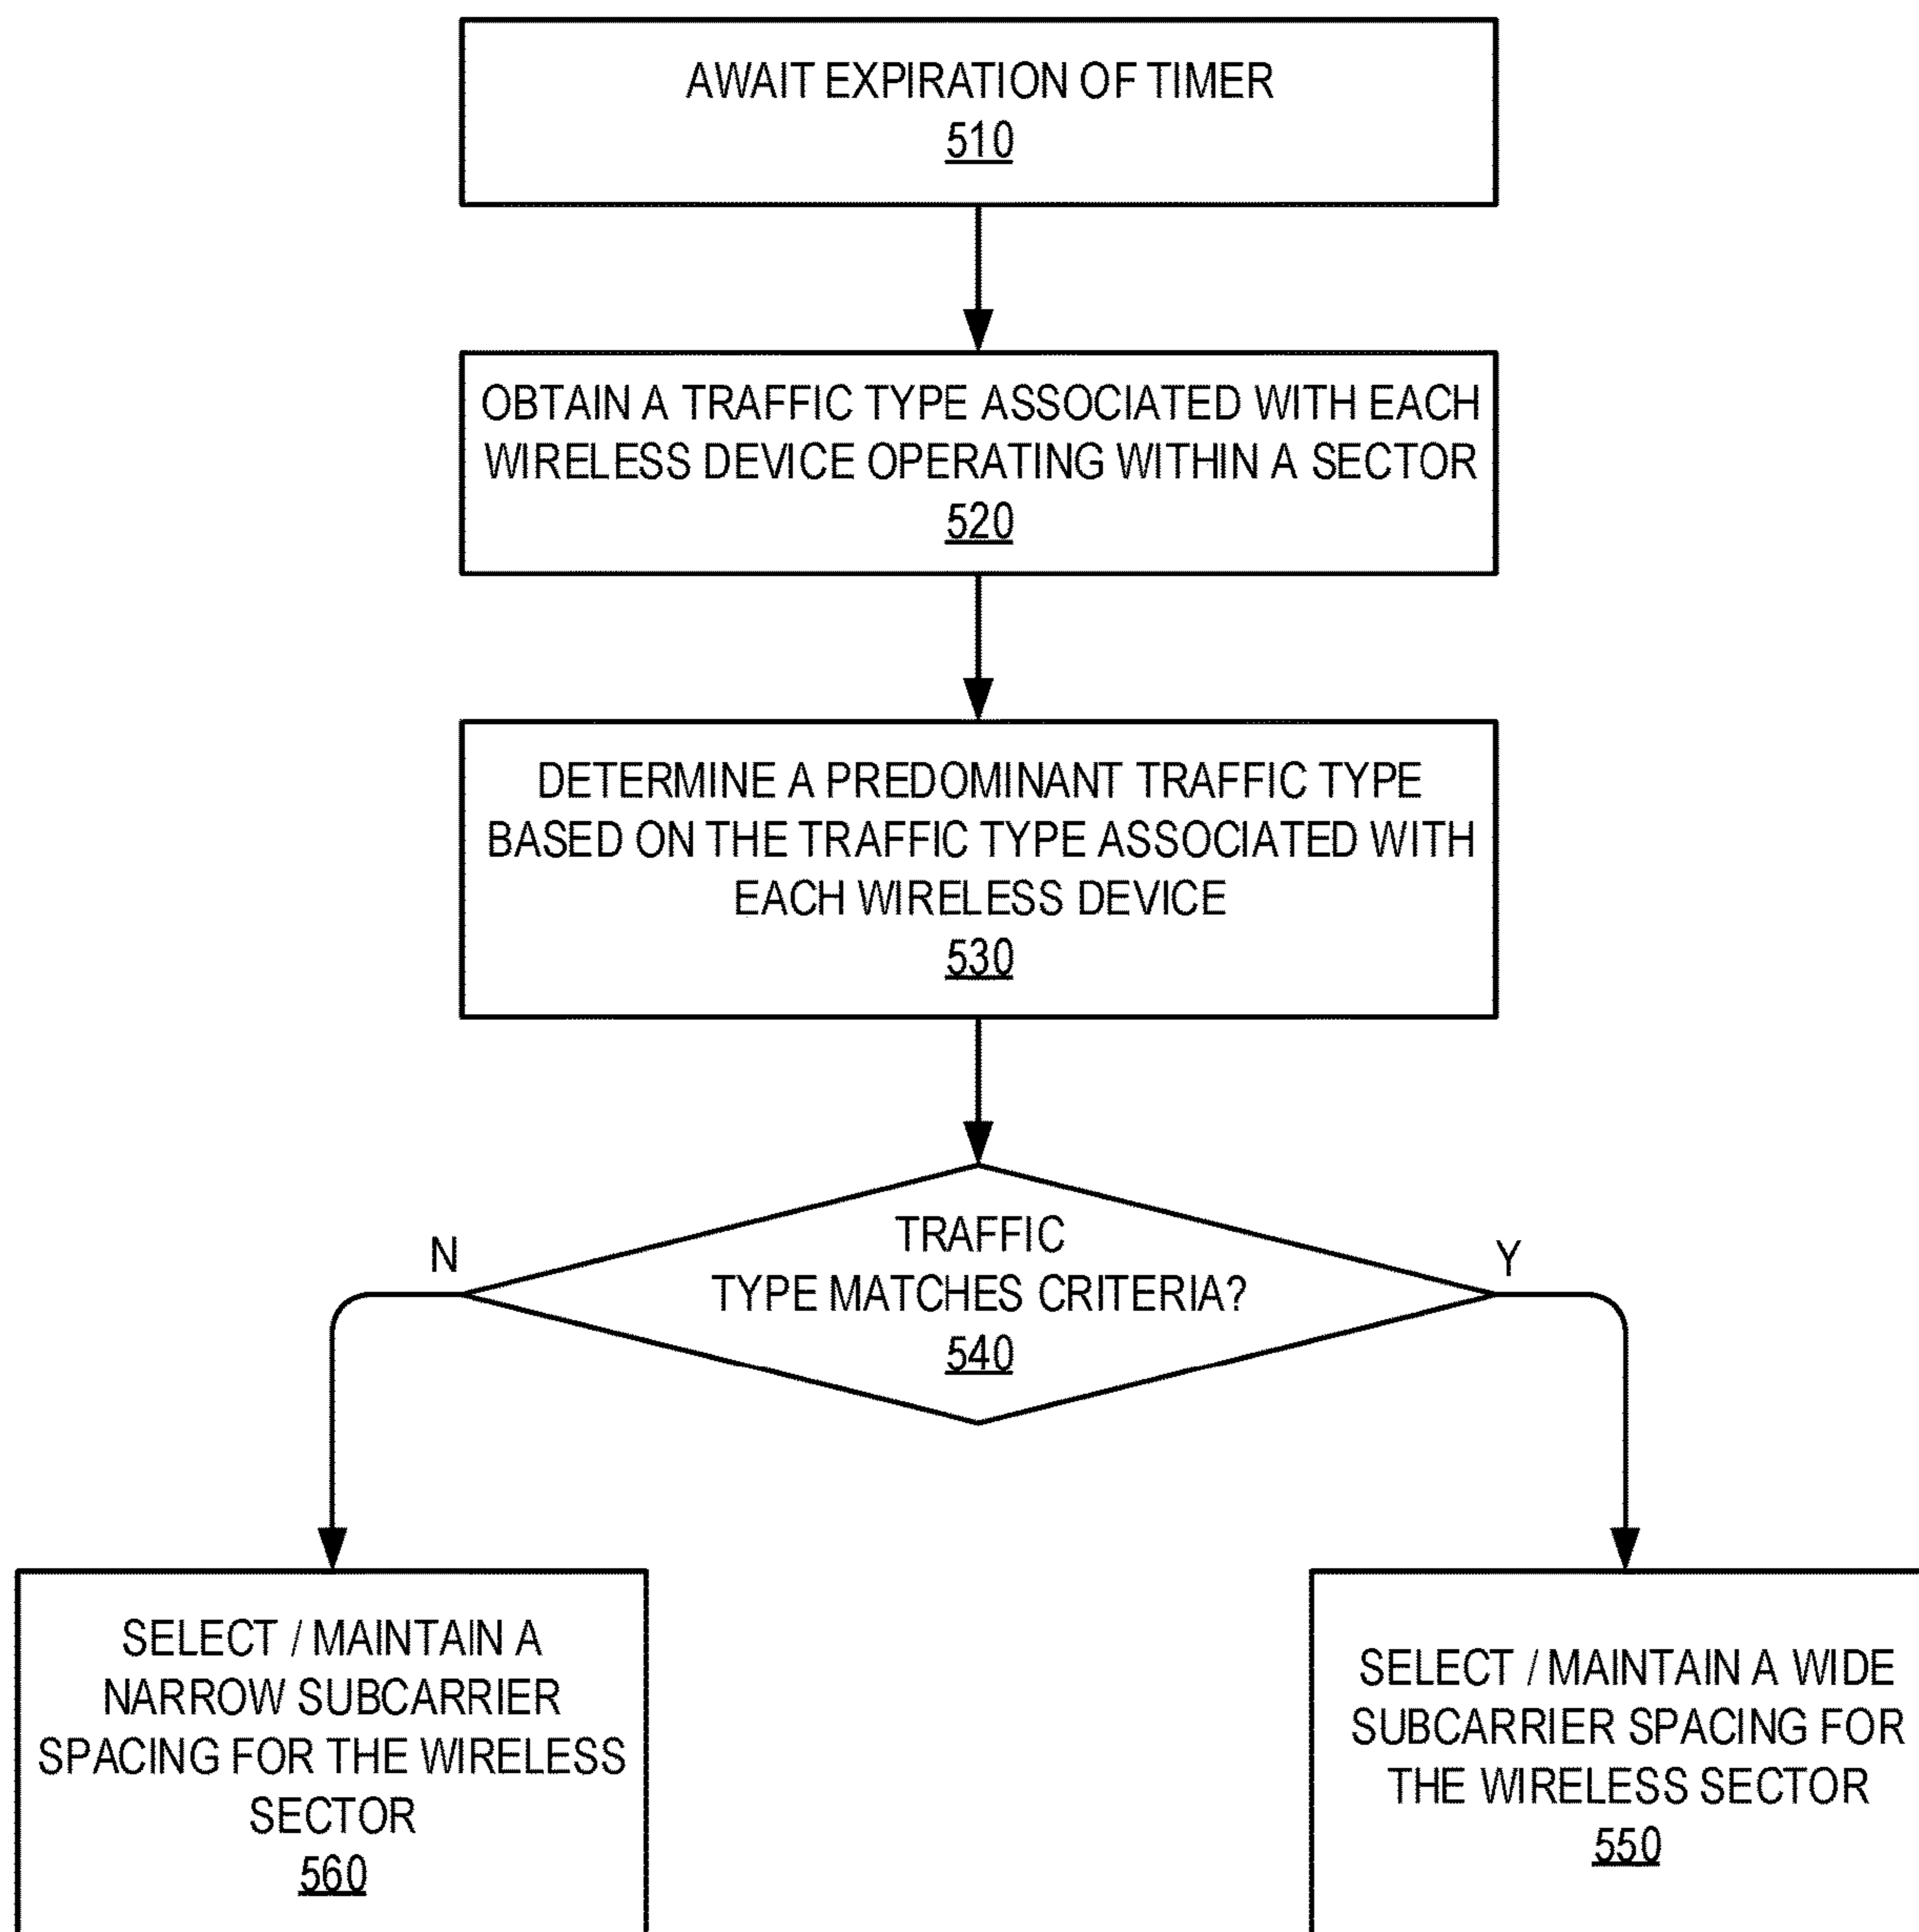 AWAIT EXPIRATION OF TIMER
510
OBTAIN A TRAFFIC TYPE ASSOCIATED WITH EACH
WIRELESS DEVICE OPERATING WITHIN A SECTOR
520
DETERMINE A PREDOMINANT TRAFFIC TYPE
BASED ON THE TRAFFIC TYPE ASSOCIATED WITH
EACH WIRELESS DEVICE
530
TRAFFIC
TYPE MATCHES CRITERIA?
540
N
Y
SELECT / MAINTAIN A
NARROW SUBCARRIER
SPACING FOR THE WIRELESS
SECTOR
560
SELECT / MAINTAIN A WIDE
SUBCARRIER SPACING FOR
THE WIRELESS SECTOR
550